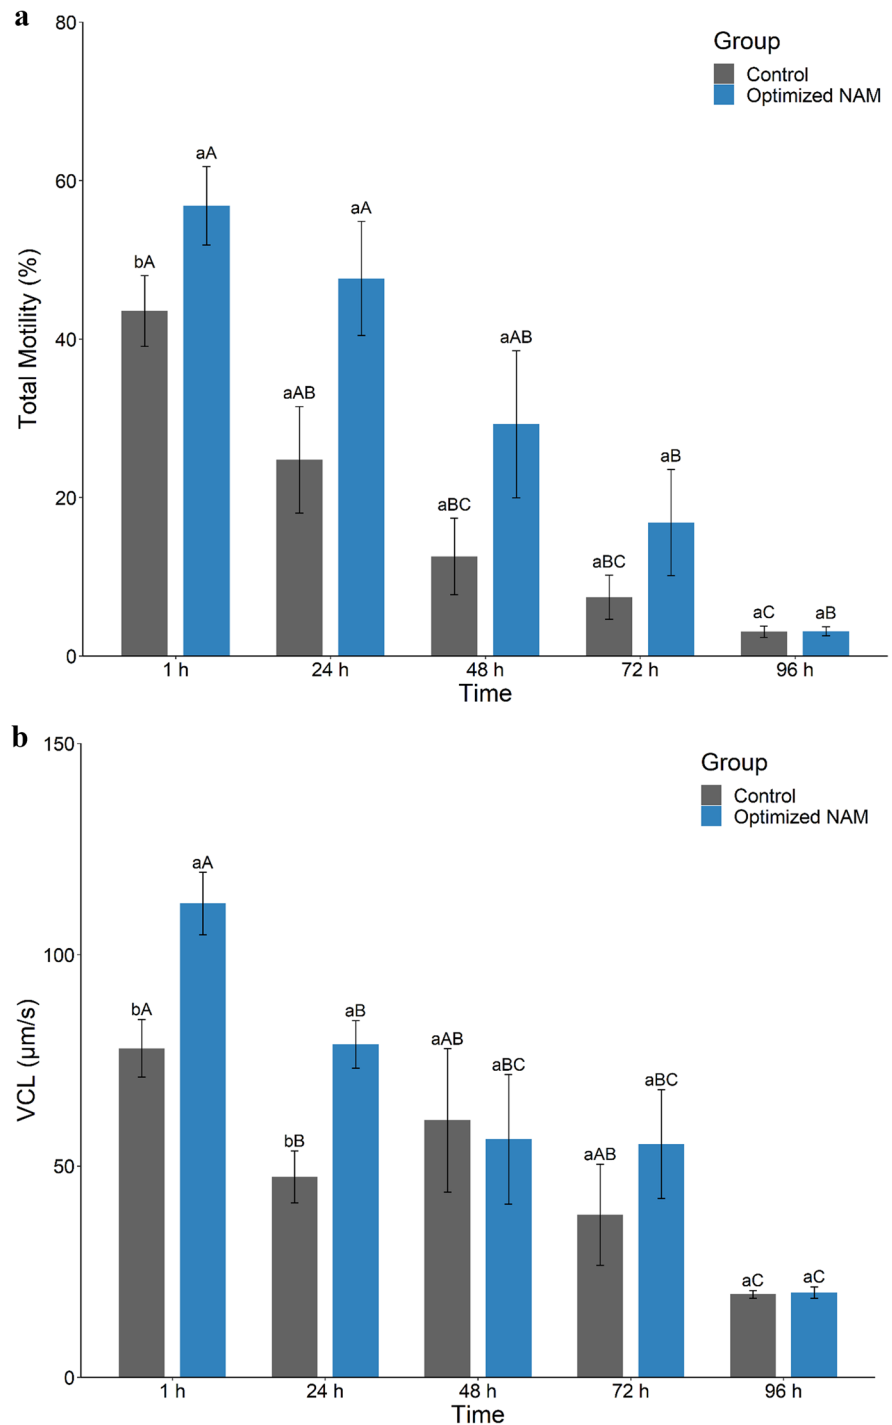 a
80
60
40
20
0
Total Motility (%)
Group
Control
Optimized NAM
bA
aA
aAB
aA
aBC
aAB
aBC
aB
aC
aB
1 h
24 h
48 h
72 h
96 h
Time
b
150
100
50
0
VCL (µm/s)
Group
Control
Optimized NAM
bA
aA
bB
aB
aAB
aBC
aAB
aBC
aC
aC
1 h
24 h
48 h
72 h
96 h
Time